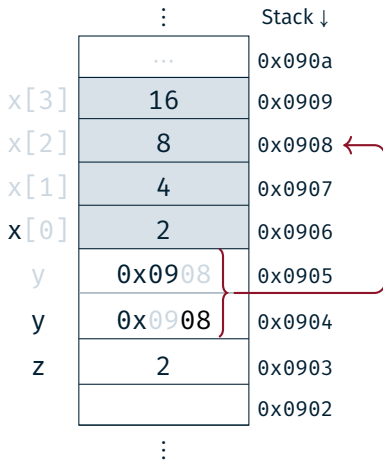 ⋮ Stack ↓
... 0x090a
x[3] 16 0x0909
x[2] 8 0x0908
x[1] 4 0x0907
x[0] 2 0x0906
y 0x0908 0x0905
y 0x0908 0x0904
z 2 0x0903
0x0902
⋮